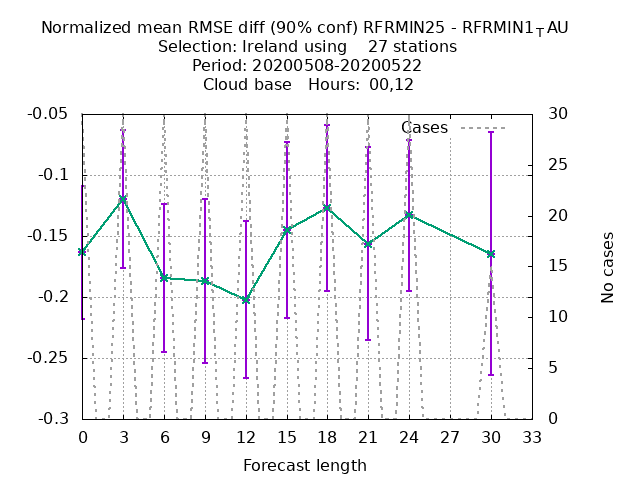 Normalized mean RMSE diff (90% conf) RFRMIN25 - RFRMIN1TAU
Selection: Ireland using    27 stations
Period: 20200508-20200522
Cloud base   Hours:  00,12
Cases
-0.05
-0.1
-0.15
-0.2
-0.25
-0.3
30
25
20
15
10
5
0
No cases
0 3 6 9 12 15 18 21 24 27 30 33
Forecast length